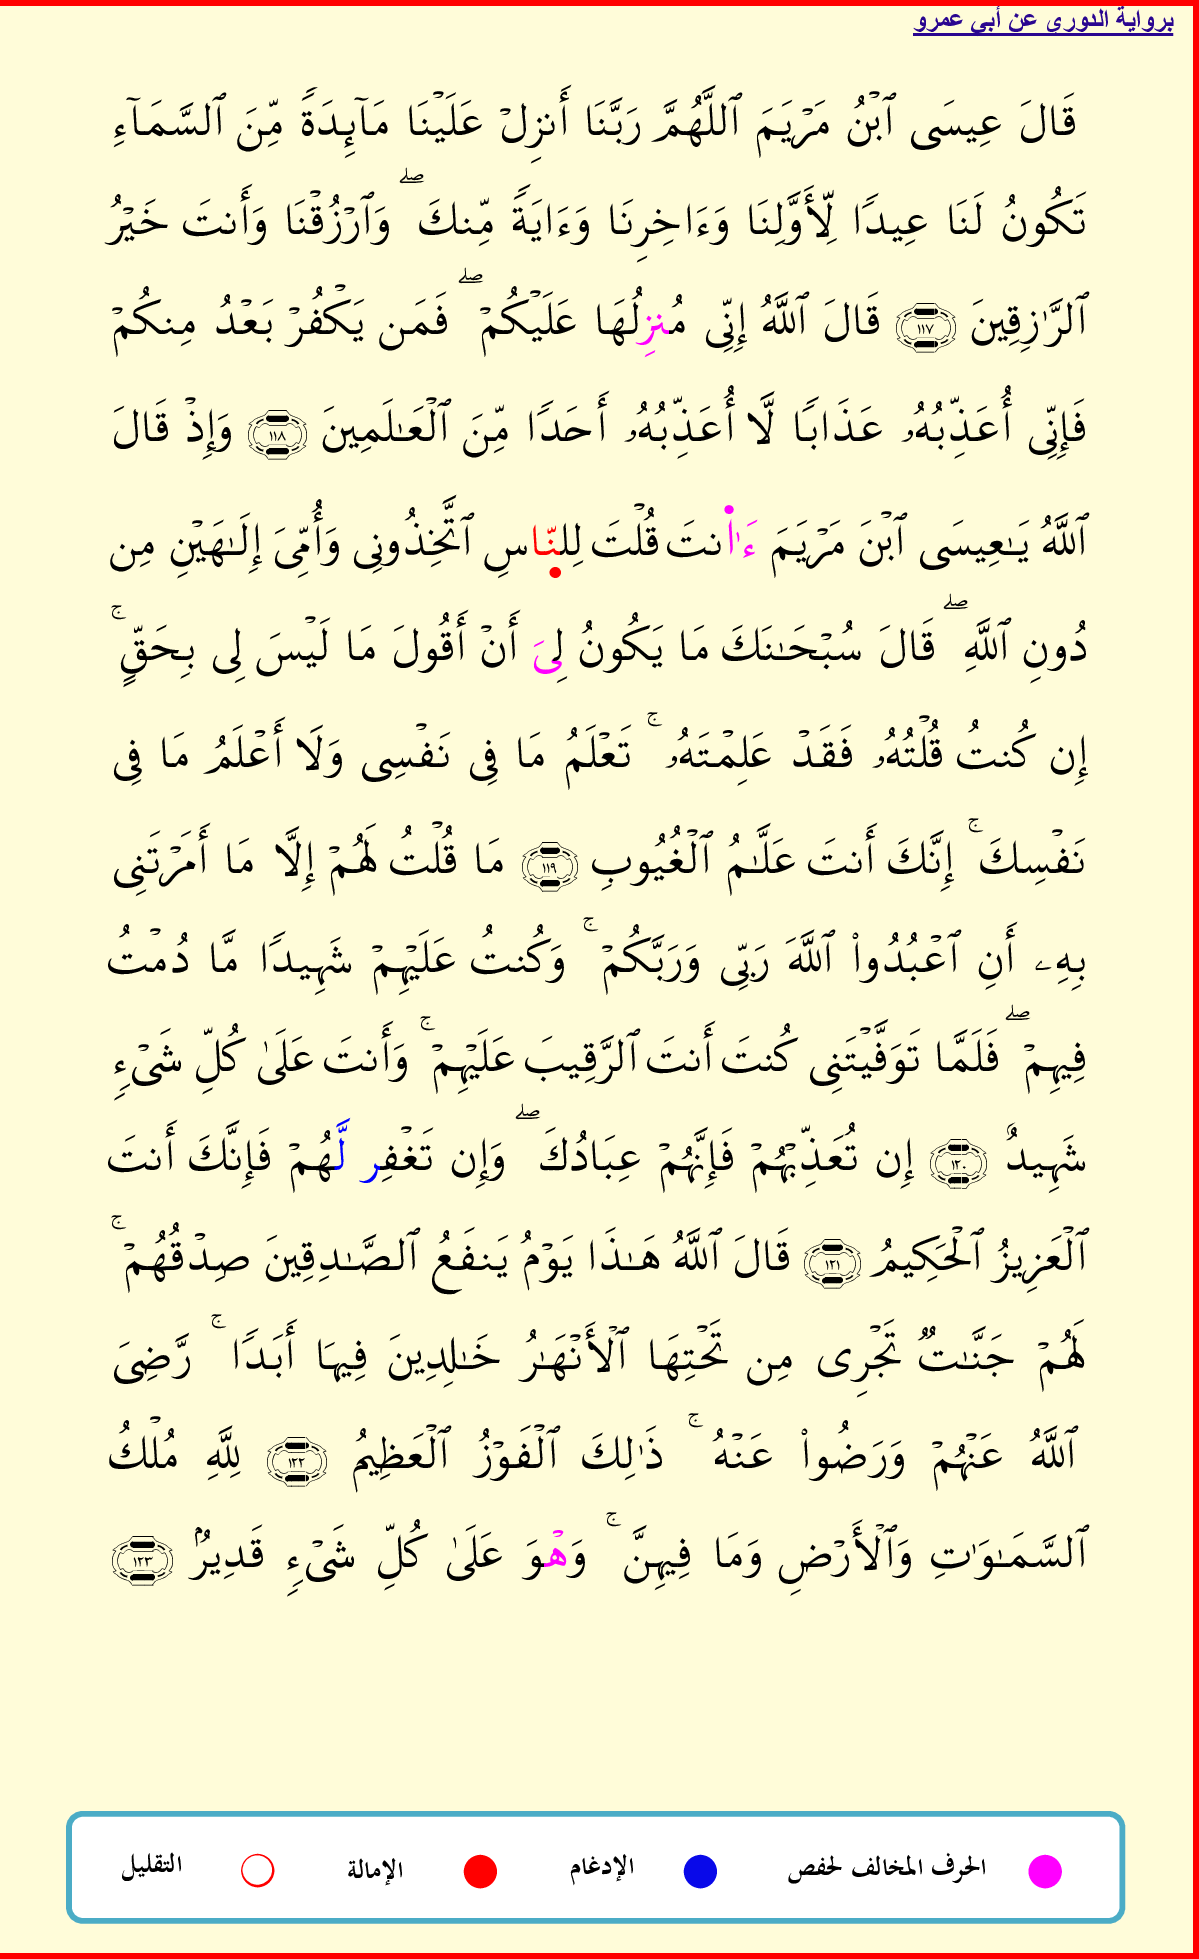 برواية الدوري عن أبي عمرو
قَالَ عِيسَى ٱبۡنُ مَرۡيَمَ ٱللَّهُمَّ رَبَّنَا أَنزِلۡ عَلَيۡنَا مَآئِدَةٗ مِّنَ ٱلسَّمَآءِ
تَكُونُ لَنَا عِيدٗا لِّأَوَّلِنَا وَءَاخِرِنَا وَءَايَةٗ مِّنكَۖ وَٱرۡزُقۡنَا وَأَنتَ خَيۡرُ
ٱلرَّٰزِقِينَ ١١٧ قَالَ ٱللَّهُ إِنِّي مُنزِلُهَا عَلَيۡكُمۡۖ فَمَن يَكۡفُرۡ بَعۡدُ مِنكُمۡ
فَإِنِّي أُعَذِّبُهُۥ عَذَابٗا لَّا أُعَذِّبُهُۥ أَحَدٗا مِّنَ ٱلۡعَٰلَمِينَ ١١٨ وَإِذۡ قَالَ
ٱللَّهُ يَٰعِيسَى ٱبۡنَ مَرۡيَمَ ءَٰا۬نتَ قُلۡتَ لِلنّ۪اسِ ٱتَّخِذُونِي وَأُمِّيَ إِلَٰهَيۡنِ مِن
دُونِ ٱللَّهِۖ قَالَ سُبۡحَٰنَكَ مَا يَكُونُ لِيَ أَنۡ أَقُولَ مَا لَيۡسَ لِي بِحَقٍّۚ
إِن كُنتُ قُلۡتُهُۥ فَقَدۡ عَلِمۡتَهُۥۚ تَعۡلَمُ مَا فِي نَفۡسِي وَلَا أَعۡلَمُ مَا فِي
نَفۡسِكَۚ إِنَّكَ أَنتَ عَلَّٰمُ ٱلۡغُيُوبِ ١١٩ مَا قُلۡتُ لَهُمۡ إِلَّا مَا أَمَرۡتَنِي
بِهِۦ أَنِ ٱعۡبُدُواْ ٱللَّهَ رَبِّي وَرَبَّكُمۡۚ وَكُنتُ عَلَيۡهِمۡ شَهِيدٗا مَّا دُمۡتُ
فِيهِمۡۖ فَلَمَّا تَوَفَّيۡتَنِي كُنتَ أَنتَ ٱلرَّقِيبَ عَلَيۡهِمۡۚ وَأَنتَ عَلَىٰ كُلِّ شَيۡءٖ
شَهِيدٌ ١٢٠ إِن تُعَذِّبۡهُمۡ فَإِنَّهُمۡ عِبَادُكَۖ وَإِن تَغۡفِر لَّهُمۡ فَإِنَّكَ أَنتَ
ٱلۡعَزِيزُ ٱلۡحَكِيمُ ١٢١ قَالَ ٱللَّهُ هَٰذَا يَوۡمُ يَنفَعُ ٱلصَّٰدِقِينَ صِدۡقُهُمۡۚ
لَهُمۡ جَنَّٰتٞ تَجۡرِي مِن تَحۡتِهَا ٱلۡأَنۡهَٰرُ خَٰلِدِينَ فِيهَا أَبَدٗاۚ رَّضِيَ
ٱللَّهُ عَنۡهُمۡ وَرَضُواْ عَنۡهُۚ ذَٰلِكَ ٱلۡفَوۡزُ ٱلۡعَظِيمُ ١٢٢ لِلَّهِ مُلۡكُ
ٱلسَّمَٰوَٰتِ وَٱلۡأَرۡضِ وَمَا فِيهِنَّۚ وَهۡوَ عَلَىٰ كُلِّ شَيۡءٖ قَدِيرُۢ ١٢٣
الحرف المخالف لحفص الإدغام الإمالة التقليل